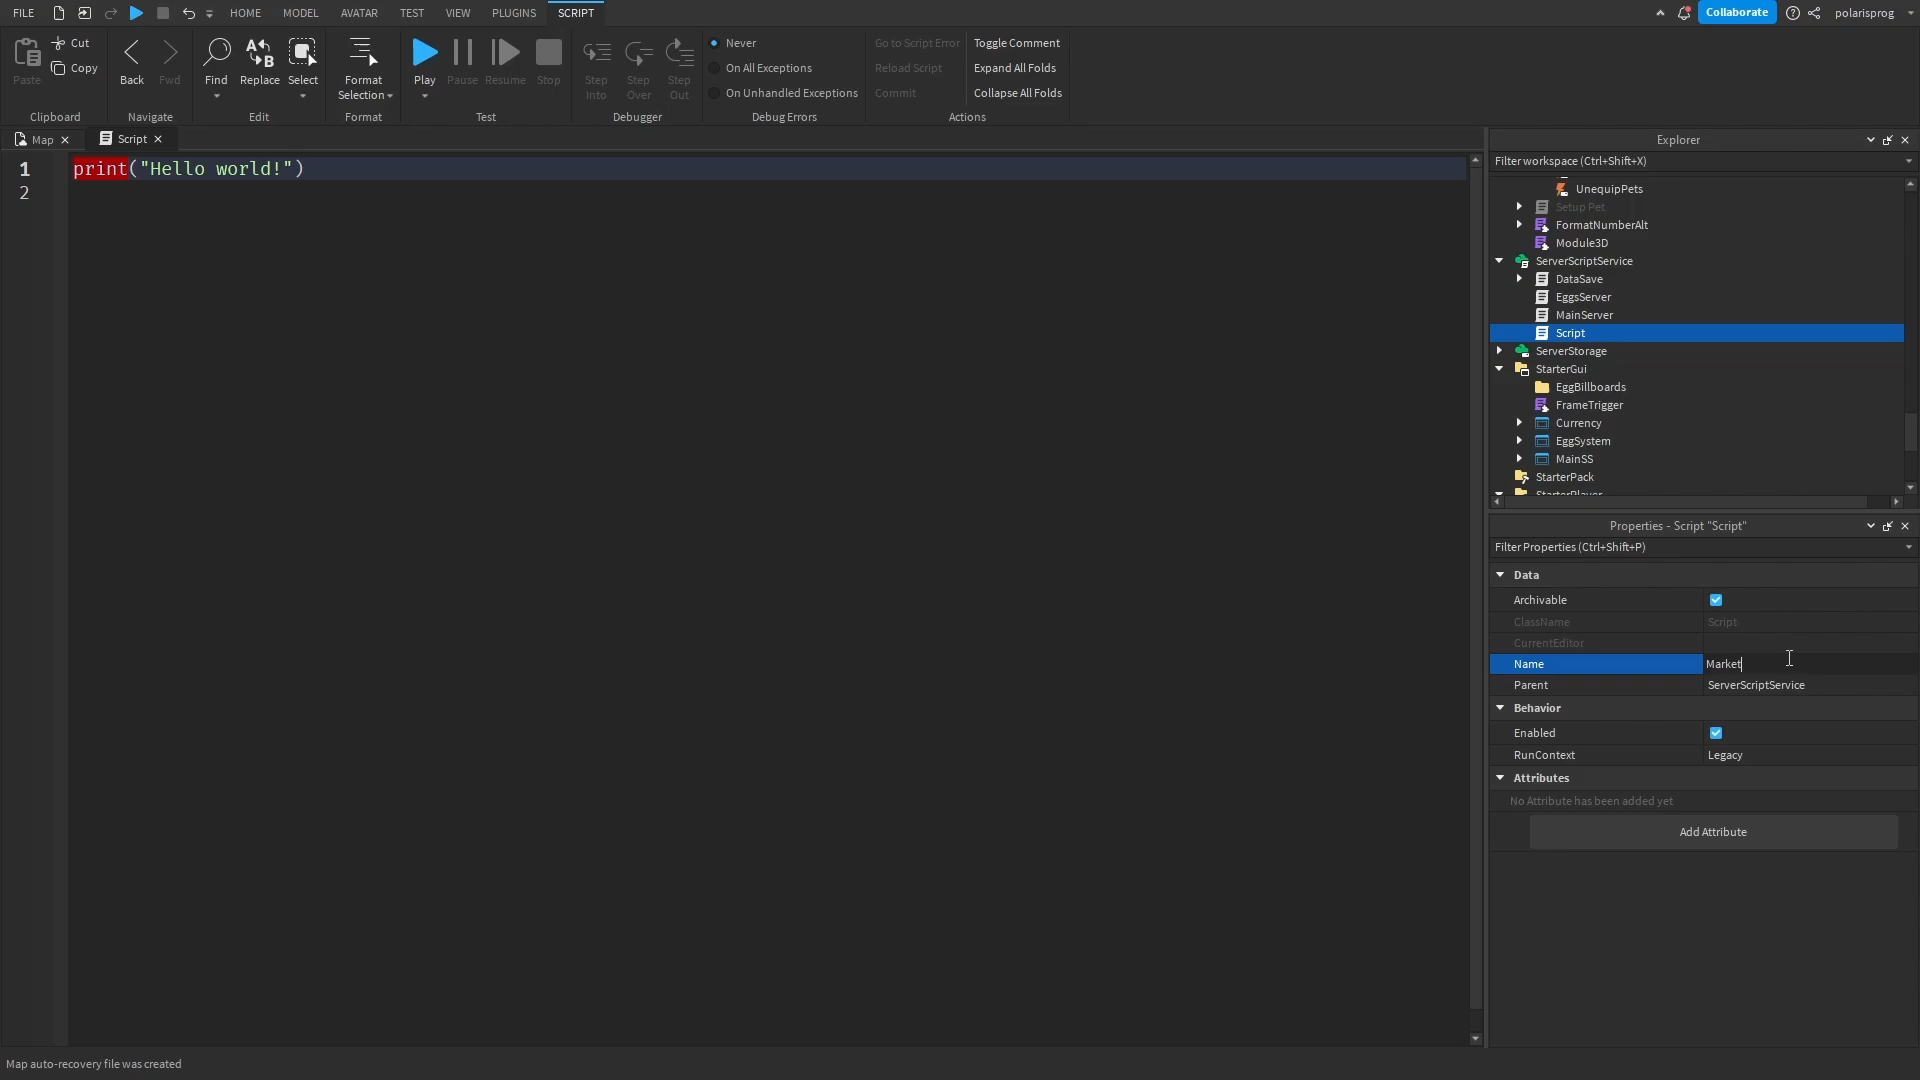 FILE HOME MODEL AVATAR TEST VIEW PLUGINS SCRIPT Collaborate polarisprog
Paste Cut Copy
Clipboard
Back Fwd
Navigate
Find Replace Select
Edit
Format Selection
Format
Play Pause Resume Stop
Test
Step Into Step Over Step Out
Debugger
Never
On All Exceptions
On Unhandled Exceptions
Debug Errors
Go to Script Error Toggle Comment
Reload Script Expand All Folds
Commit Collapse All Folds
Actions
Map Script
1 print("Hello world!")
2
Explorer
Filter workspace (Ctrl+Shift+X)
UnequipPets
Setup Pet
FormatNumberAlt
Module3D
ServerScriptService
DataSave
EggsServer
MainServer
Script
ServerStorage
StarterGui
EggBillboards
FrameTrigger
Currency
EggSystem
MainSS
StarterPack
StarterPlayer
Properties - Script "Script"
Filter Properties (Ctrl+Shift+P)
Data
Archivable
ClassName Script
CurrentEditor
Name Market
Parent ServerScriptService
Behavior
Enabled
RunContext Legacy
Attributes
No Attribute has been added yet
Add Attribute
Map auto-recovery file was created